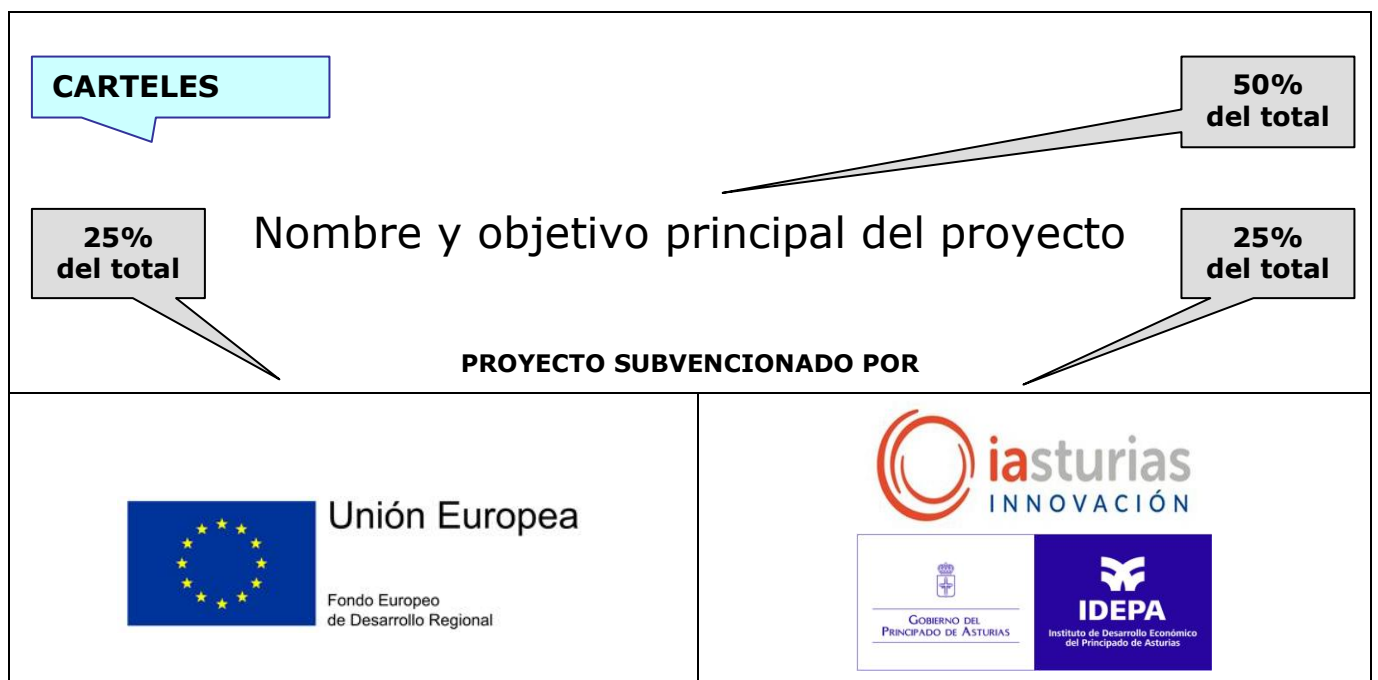 CARTELES
50%
del total
25%
del total
Nombre y objetivo principal del proyecto
25%
del total
PROYECTO SUBVENCIONADO POR
Unión Europea
Fondo Europeo
de Desarrollo Regional
iasturias
INNOVACIÓN
GOBIERNO DEL
PRINCIPADO DE ASTURIAS
IDEPA
Instituto de Desarrollo Económico
del Principado de Asturias